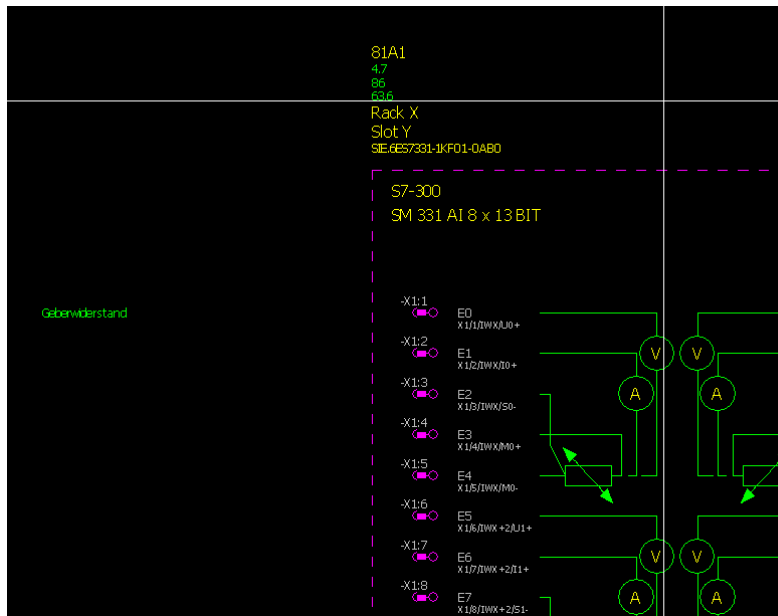 81A1
4.7
86
63.6
Rack X
Slot Y
SIE.6ES7331-1KF01-0AB0
S7-300
SM 331 AI 8 x 13 BIT
Geberwiderstand
-X1:1
E0
X1/1/IWX/U0+
-X1:2
E1
X1/2/IWX/I0+
V
V
-X1:3
E2
X1/3/IWX/S0-
A
A
-X1:4
E3
X1/4/IWX/M0+
-X1:5
E4
X1/5/IWX/M0-
-X1:6
E5
X1/6/IWX+2/U1+
-X1:7
E6
X1/7/IWX+2/I1+
V
V
-X1:8
E7
X1/8/IWX+2/S1-
A
A